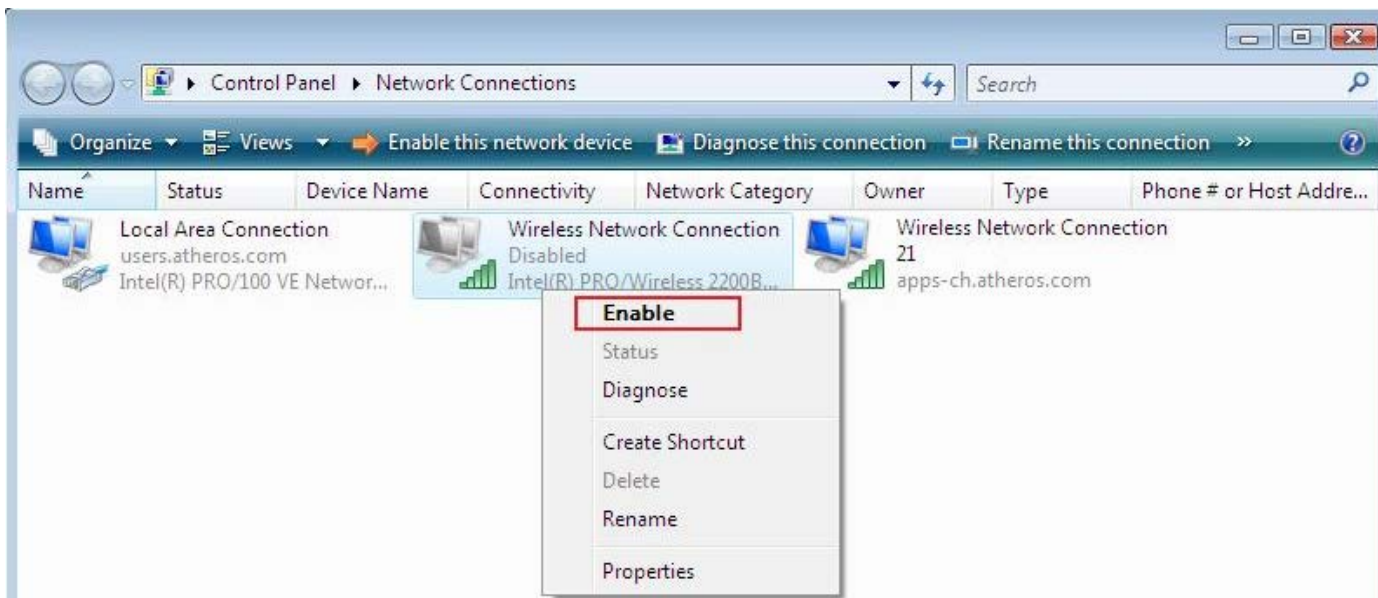 Control Panel Network Connections Search
Organize Views Enable this network device Diagnose this connection Rename this connection »
Name Status Device Name Connectivity Network Category Owner Type Phone # or Host Addre...
Local Area Connection
users.atheros.com
Intel(R) PRO/100 VE Networ...
Wireless Network Connection
Disabled
Intel(R) PRO/Wireless 2200B...
Wireless Network Connection
21
apps-ch.atheros.com
Enable
Status
Diagnose
Create Shortcut
Delete
Rename
Properties